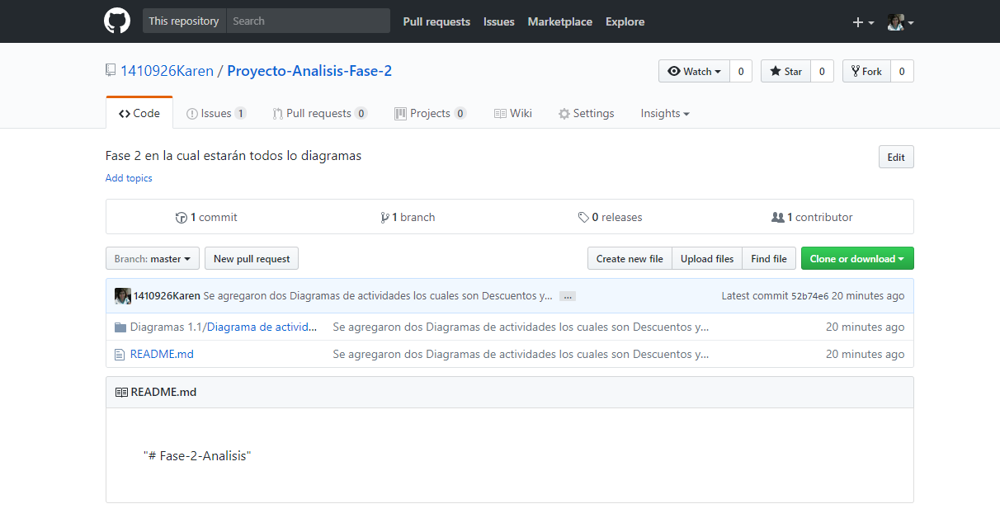 This repository Search Pull requests Issues Marketplace Explore
1410926Karen / Proyecto-Analisis-Fase-2 Watch 0 Star 0 Fork 0
Code Issues 1 Pull requests 0 Projects 0 Wiki Settings Insights
Fase 2 en la cual estarán todos lo diagramas Edit
Add topics
1 commit 1 branch 0 releases 1 contributor
Branch: master New pull request Create new file Upload files Find file Clone or download
1410926Karen Se agregaron dos Diagramas de actividades los cuales son Descuentos y... ... Latest commit 52b74e6 20 minutes ago
Diagramas 1.1/Diagrama de activid... Se agregaron dos Diagramas de actividades los cuales son Descuentos y... 20 minutes ago
README.md Se agregaron dos Diagramas de actividades los cuales son Descuentos y... 20 minutes ago
README.md
"# Fase-2-Analisis"